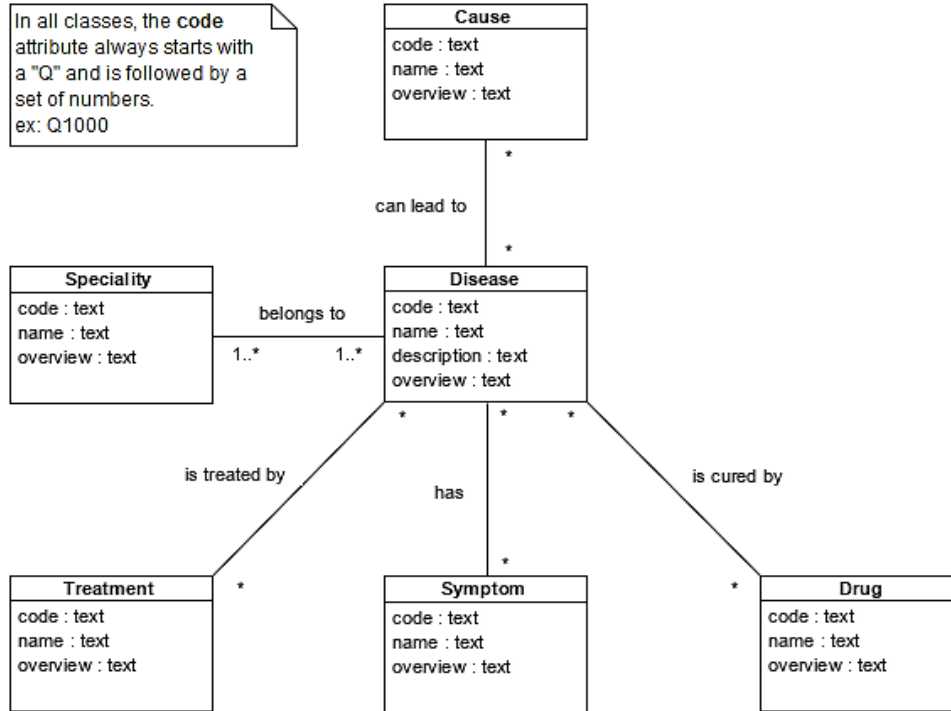 In all classes, the code
attribute always starts with
a "Q" and is followed by a
set of numbers.
ex: Q1000
Cause
code : text
name : text
overview : text
*
can lead to
*
Speciality
code : text
name : text
overview : text
belongs to
1..* 1..*
Disease
code : text
name : text
description : text
overview : text
* * *
is treated by
has
is cured by
* * *
Treatment
code : text
name : text
overview : text
Symptom
code : text
name : text
overview : text
Drug
code : text
name : text
overview : text